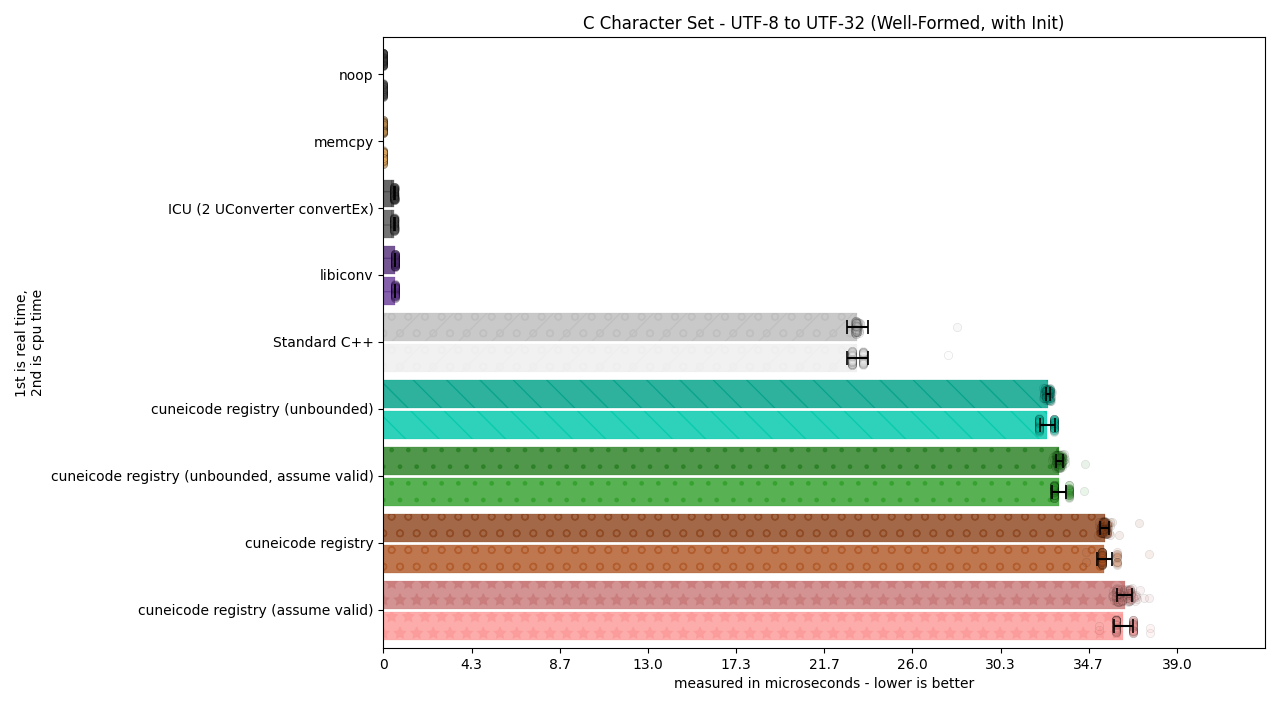 C Character Set - UTF-8 to UTF-32 (Well-Formed, with Init)
noop
memcpy
ICU (2 UConverter convertEx)
libiconv
Standard C++
cuneicode registry (unbounded)
cuneicode registry (unbounded, assume valid)
cuneicode registry
cuneicode registry (assume valid)
1st is real time,
2nd is cpu time
0 4.3 8.7 13.0 17.3 21.7 26.0 30.3 34.7 39.0
measured in microseconds - lower is better